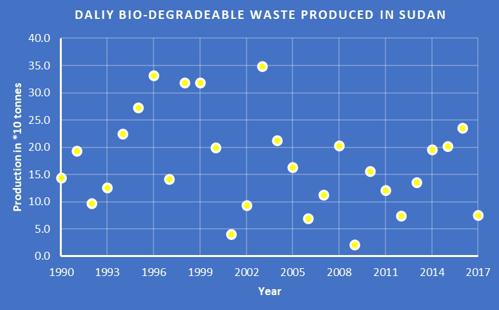 DALIY BIO-DEGRADEABLE WASTE PRODUCED IN SUDAN
Production in *10 tonnes
40.0
35.0
30.0
25.0
20.0
15.0
10.0
5.0
0.0
1990 1993 1996 1999 2002 2005 2008 2011 2014 2017
Year